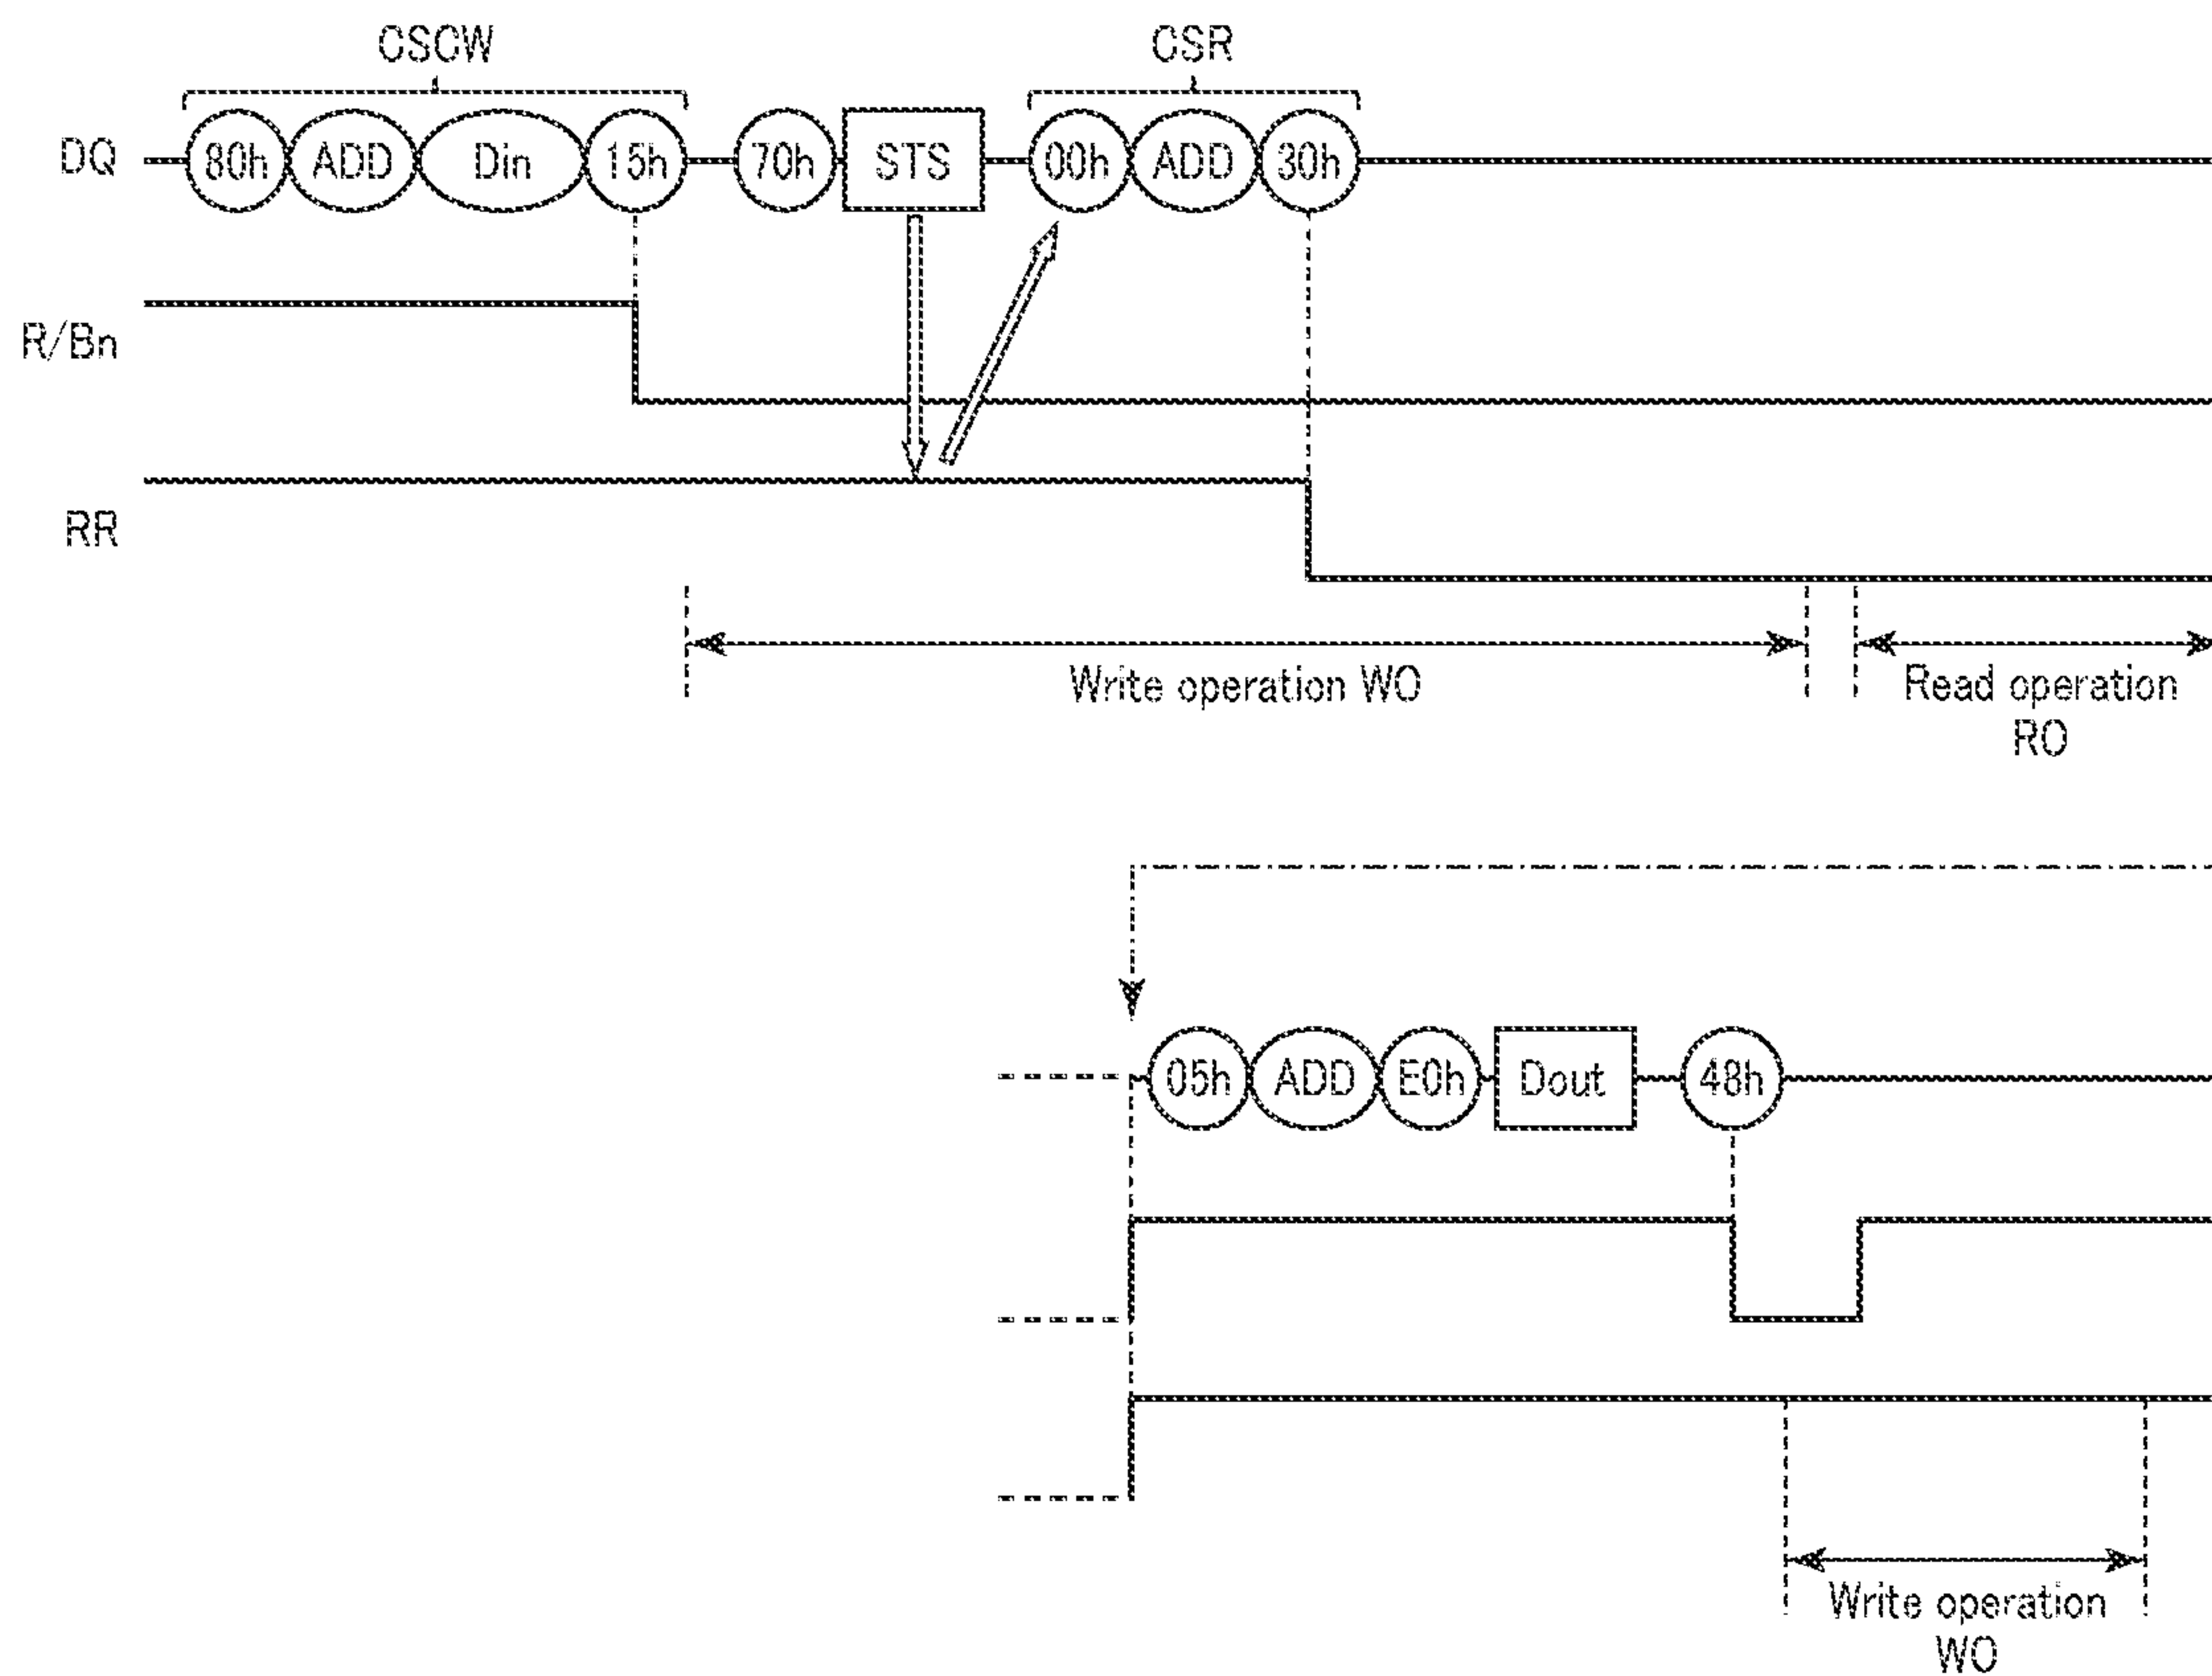 CSCW CSR
DQ 80h ADD Din 15h 70h STS 00h ADD 30h
R/Bn
RR
Write operation WO Read operation
RO
05h ADD E0h Dout 48h
Write operation
WO